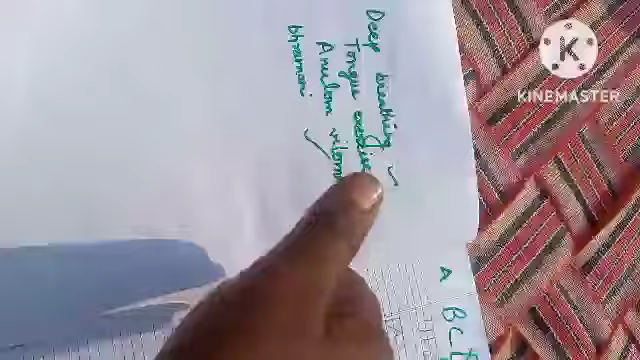 Deep breathing
Tongue exercise
Anulom vilom
bhramari
A B C
KINEMASTER